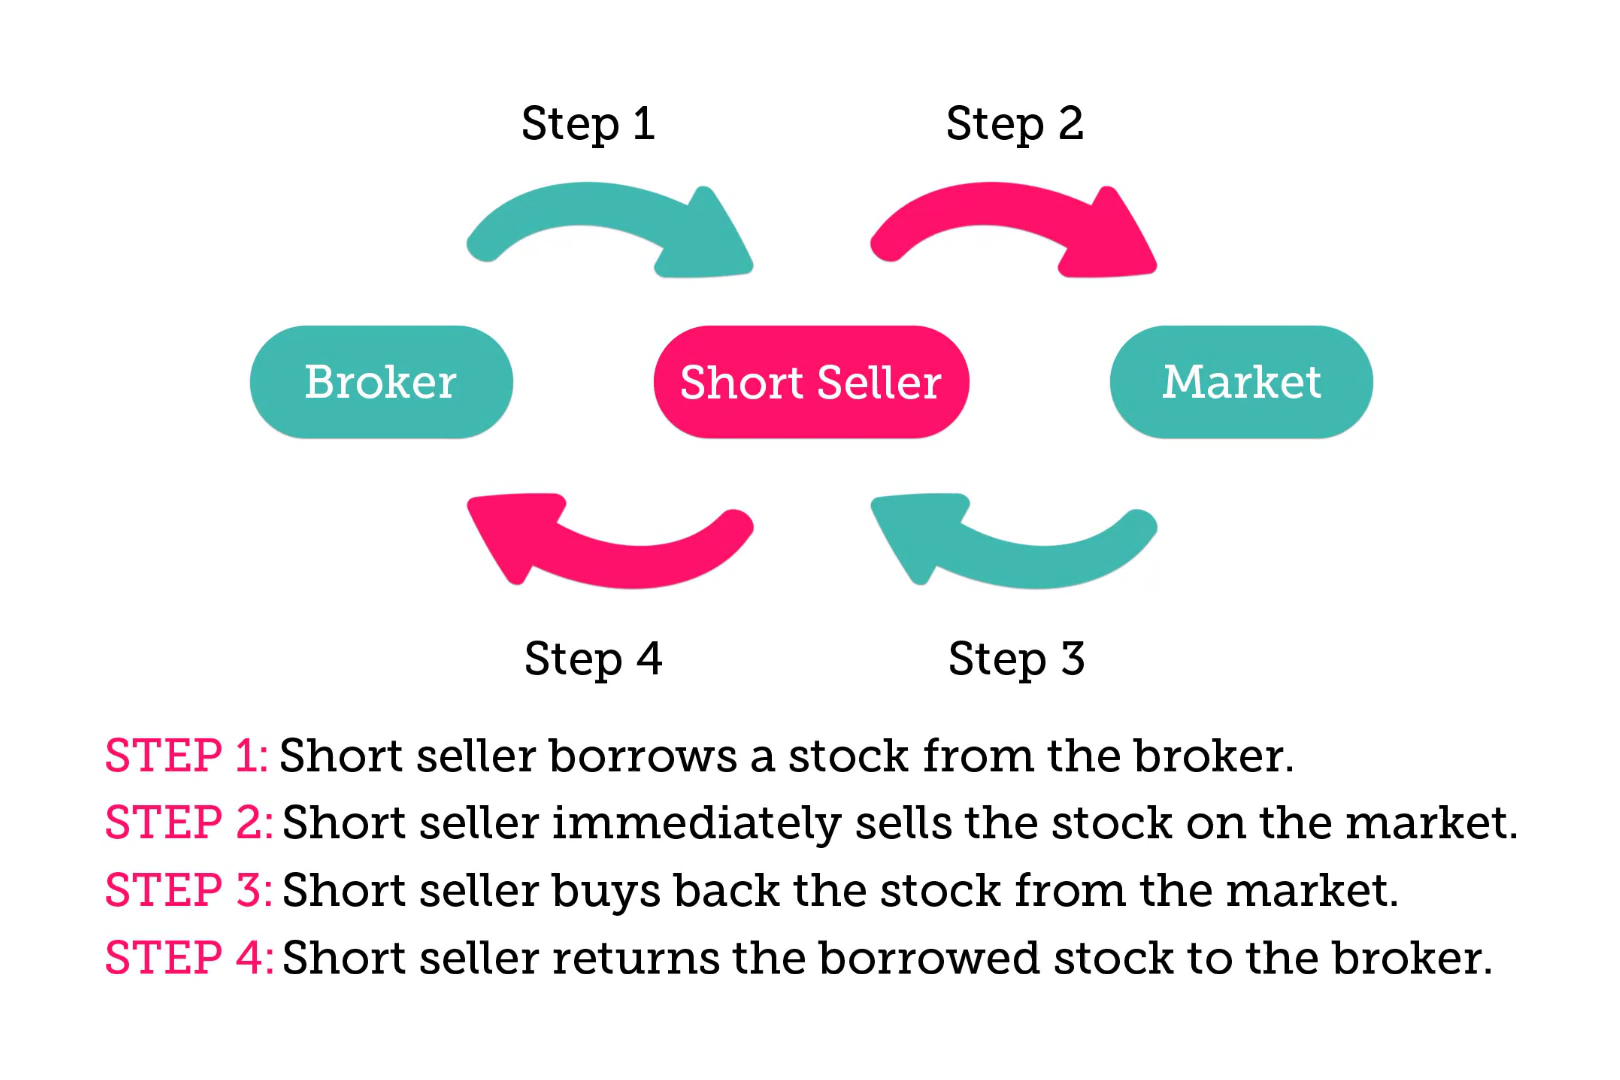 Step 1
Step 2
Broker
Short Seller
Market
Step 4
Step 3
STEP 1: Short seller borrows a stock from the broker.
STEP 2: Short seller immediately sells the stock on the market.
STEP 3: Short seller buys back the stock from the market.
STEP 4: Short seller returns the borrowed stock to the broker.